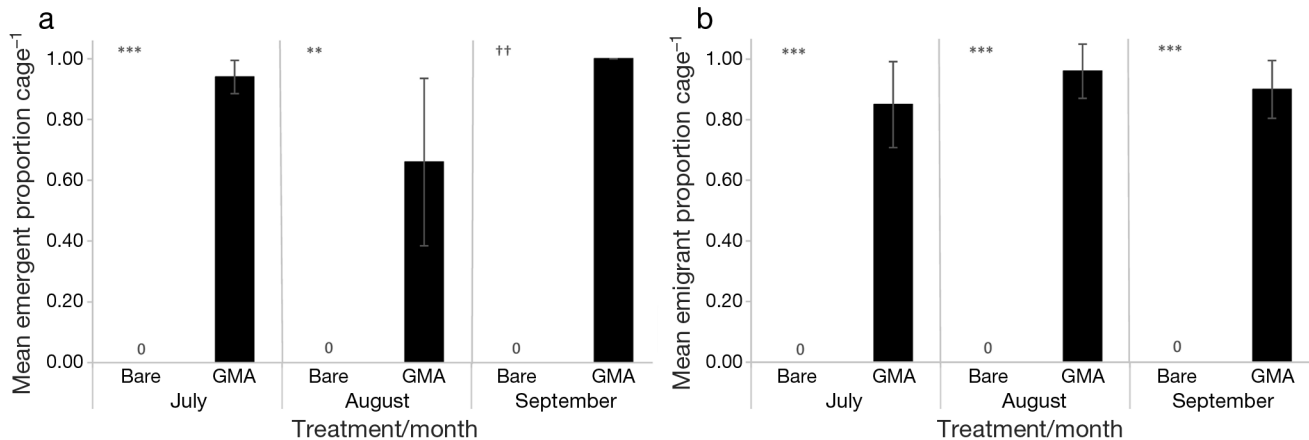 a
Mean emergent proportion cage⁻¹
1.00
0.80
0.60
0.40
0.20
0.00
*** ** ††
0 0 0
Bare GMA Bare GMA Bare GMA
July August September
Treatment/month
b
Mean emigrant proportion cage⁻¹
1.00
0.80
0.60
0.40
0.20
0.00
*** *** ***
0 0 0
Bare GMA Bare GMA Bare GMA
July August September
Treatment/month